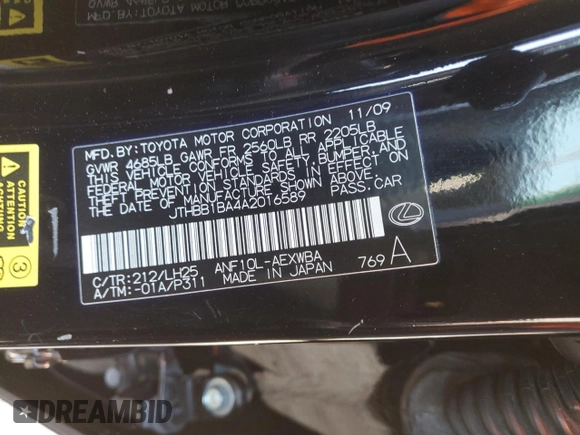 MFD.BY:TOYOTA MOTOR CORPORATION 11/09
GVWR 4685LB GAWR FR 2560LB RR 2205LB
THIS VEHICLE CONFORMS TO ALL APPLICABLE
FEDERAL MOTOR VEHICLE SAFETY, BUMPER, AND
THEFT PREVENTION STANDARDS IN EFFECT ON
THE DATE OF MANUFACTURE SHOWN ABOVE.
JTHBB1BA4A2016589 PASS.CAR
C/TR:212/LH25 ANF10L-AEXWBA
A/TM:-01A/P311 MADE IN JAPAN 769 A
3
DREAMBID